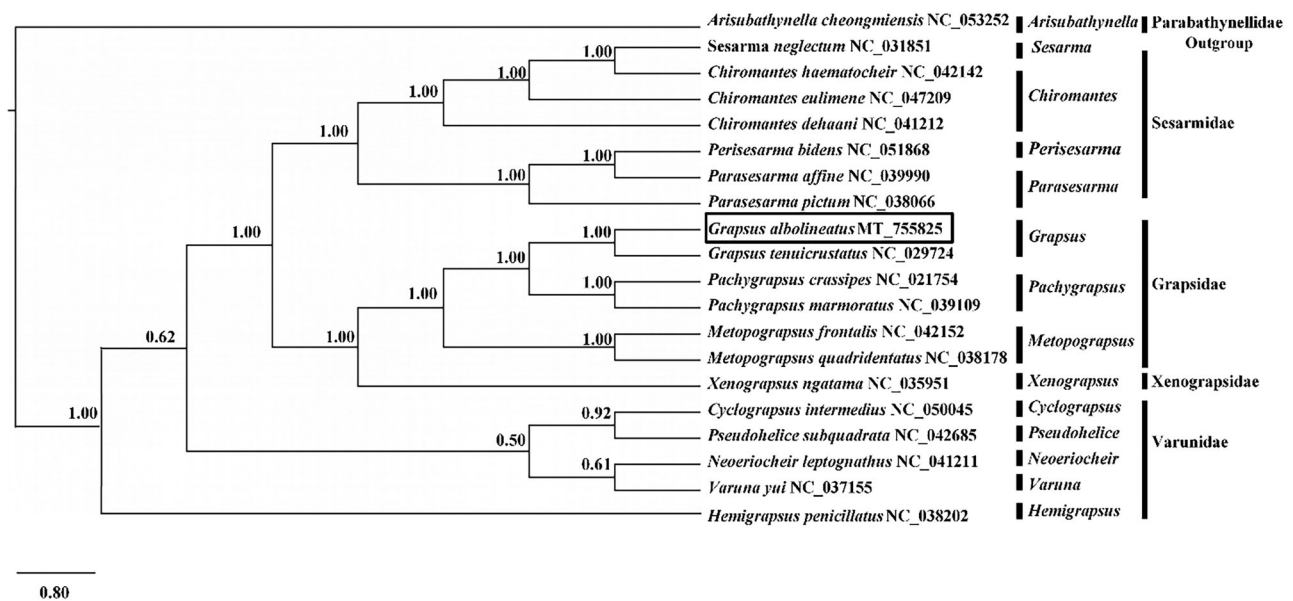 Arisubathynella cheongmiensis NC_053252 Arisubathynella Parabathynellidae
Outgroup
1.00 Sesarma neglectum NC_031851 Sesarma
1.00 Chiromantes haematocheir NC_042142
1.00 Chiromantes eulimene NC_047209 Chiromantes
Chiromantes dehaani NC_041212 Sesarmidae
1.00
1.00 Perisesarma bidens NC_051868 Perisesarma
1.00 Parasesarma affine NC_039990 Parasesarma
Parasesarma pictum NC_038066
1.00
1.00 Grapsus albolineatus MT_755825 Grapsus
1.00 Grapsus tenuicrustatus NC_029724
1.00 Pachygrapsus crassipes NC_021754 Pachygrapsus Grapsidae
1.00 Pachygrapsus marmoratus NC_039109
0.62 1.00 1.00 Metopograpsus frontalis NC_042152 Metopograpsus
Metopograpsus quadridentatus NC_038178
Xenograpsus ngatama NC_035951 Xenograpsus Xenograpsidae
1.00 0.92 Cyclograpsus intermedius NC_050045 Cyclograpsus
0.50 Pseudohelice subquadrata NC_042685 Pseudohelice Varunidae
0.61 Neoeriocheir leptognathus NC_041211 Neoeriocheir
Varuna yui NC_037155 Varuna
Hemigrapsus penicillatus NC_038202 Hemigrapsus
0.80